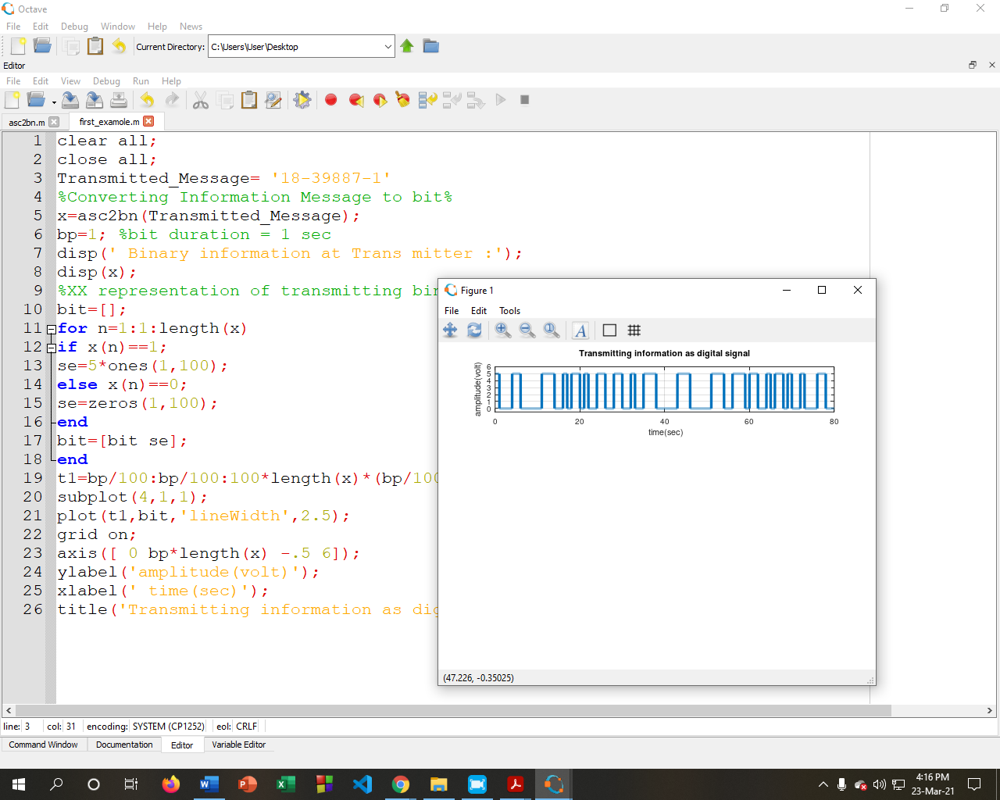 Octave
File Edit Debug Window Help News
Current Directory: C:\Users\User\Desktop
Editor
File Edit View Debug Run Help
asc2bn.m first_examole.m
1 clear all;
2 close all;
3 Transmitted_Message= '18-39887-1'
4 %Converting Information Message to bit%
5 x=asc2bn(Transmitted_Message);
6 bp=1; %bit duration = 1 sec
7 disp(' Binary information at Trans mitter :');
8 disp(x);
9 %XX representation of transmitting bin
10 bit=[];
11 for n=1:1:length(x)
12 if x(n)==1;
13 se=5*ones(1,100);
14 else x(n)==0;
15 se=zeros(1,100);
16 end
17 bit=[bit se];
18 end
19 t1=bp/100:bp/100:100*length(x)*(bp/100
20 subplot(4,1,1);
21 plot(t1,bit,'lineWidth',2.5);
22 grid on;
23 axis([ 0 bp*length(x) -.5 6]);
24 ylabel('amplitude(volt)');
25 xlabel(' time(sec)');
26 title('Transmitting information as dig
Figure 1
File Edit Tools
A
Transmitting information as digital signal
amplitude(volt)
6
5
4
3
2
1
0
0 20 40 60 80
time(sec)
(47.226, -0.35025)
line: 3 col: 31 encoding: SYSTEM (CP1252) eol: CRLF
Command Window Documentation Editor Variable Editor
4:16 PM
23-Mar-21